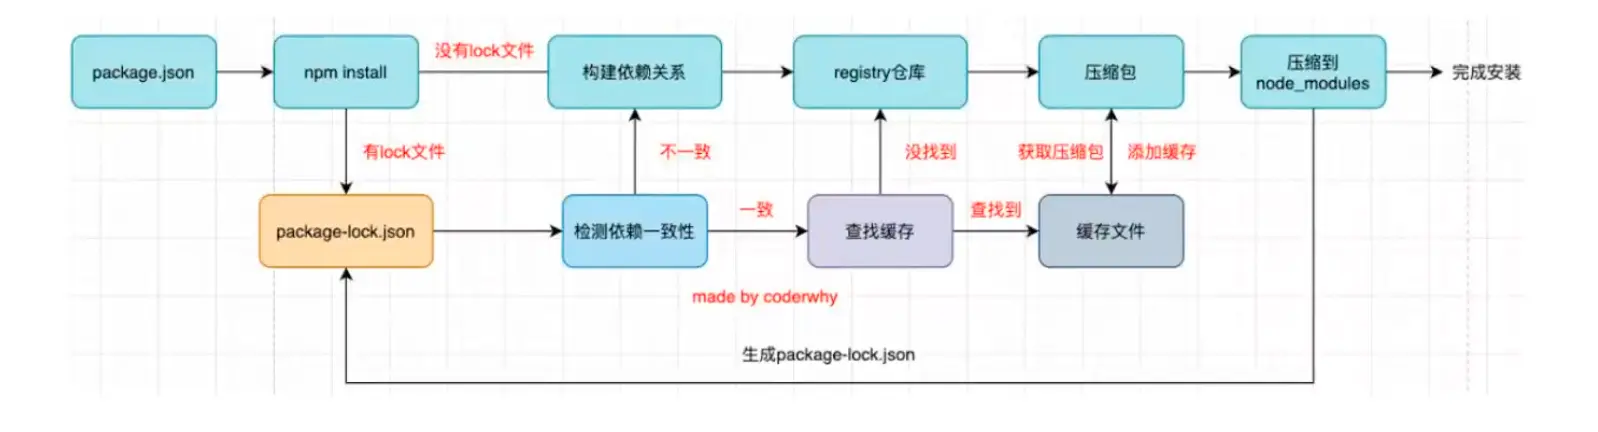 package.json
npm install
没有lock文件
构建依赖关系
registry仓库
压缩包
压缩到
node_modules
完成安装
有lock文件
不一致
没找到
获取压缩包
添加缓存
package-lock.json
检测依赖一致性
一致
查找缓存
查找到
缓存文件
made by coderwhy
生成package-lock.json